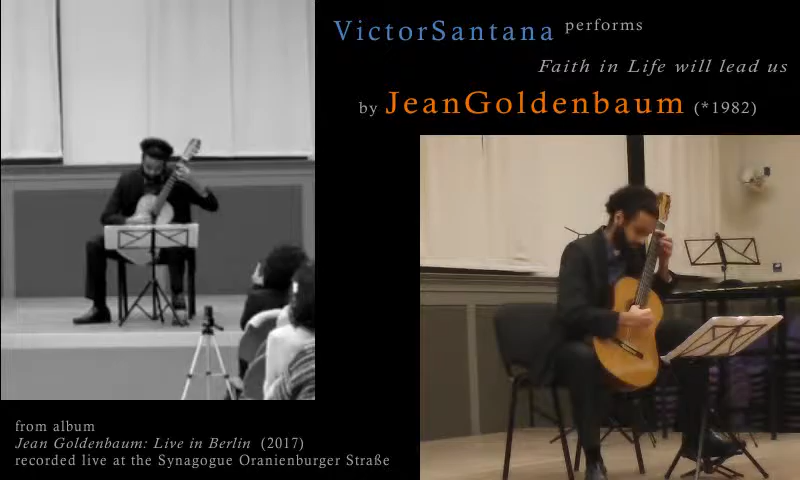 VictorSantana performs
Faith in Life will lead us
by JeanGoldenbaum (*1982)
from album
Jean Goldenbaum: Live in Berlin (2017)
recorded live at the Synagogue Oranienburger Straße